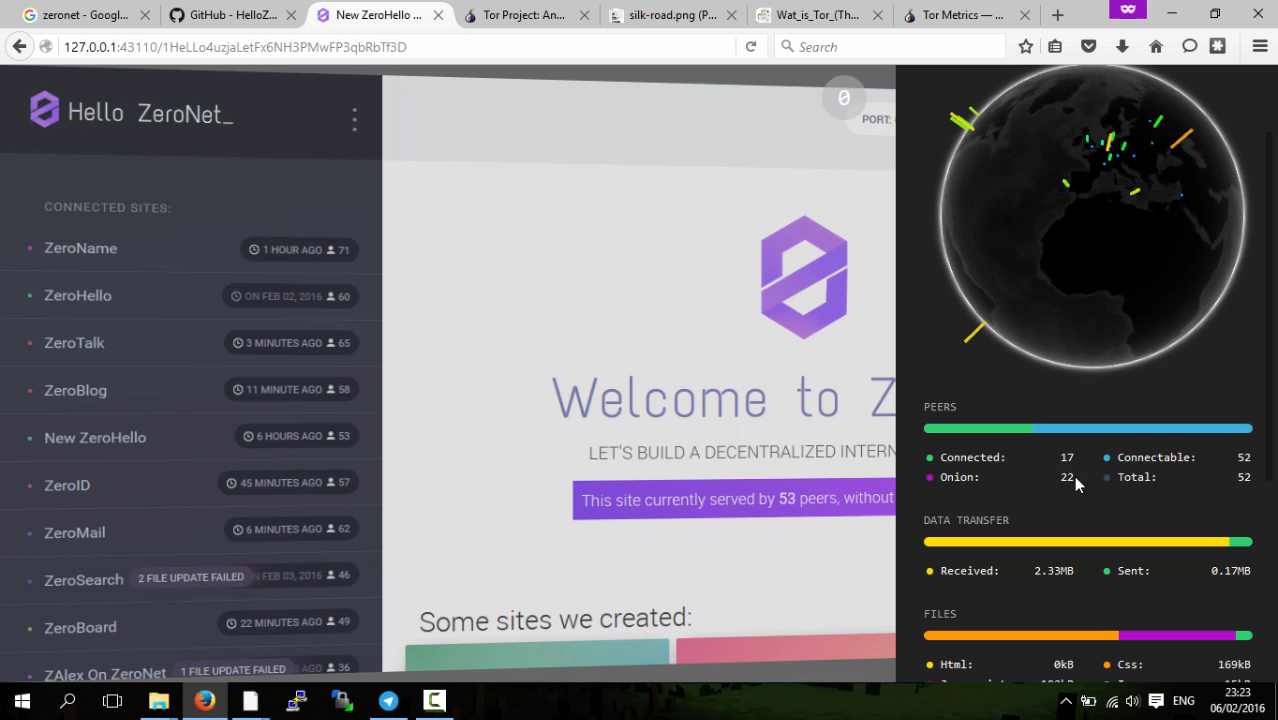 zeronet - Googl...
GitHub - HelloZ...
New ZeroHello ...
Tor Project: An...
silk-road.png (P...
Wat_is_Tor_(Th...
Tor Metrics — ...
127.0.0.1:43110/1HeLLo4uzjaLetFx6NH3PMwFP3qbRbTf3D
Search
Hello ZeroNet_
0
PORT:
CONNECTED SITES:
ZeroName 1 HOUR AGO 71
ZeroHello ON FEB 02, 2016 60
ZeroTalk 3 MINUTES AGO 65
ZeroBlog 11 MINUTE AGO 58
New ZeroHello 6 HOURS AGO 53
ZeroID 45 MINUTES AGO 57
ZeroMail 6 MINUTES AGO 62
ZeroSearch 2 FILE UPDATE FAILED N FEB 03, 2016 46
ZeroBoard 22 MINUTES AGO 49
ZAlex On ZeroNet 1 FILE UPDATE FAILED AGO 36
Welcome to Z
LET'S BUILD A DECENTRALIZED INTERN
This site currently served by 53 peers, without
Some sites we created:
PEERS
Connected: 17 Connectable: 52
Onion: 22 Total: 52
DATA TRANSFER
Received: 2.33MB Sent: 0.17MB
FILES
Html: 0kB Css: 169kB
ENG
23:23
06/02/2016